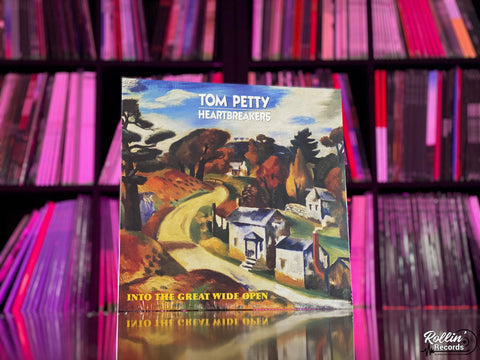 TOM PETTY
HEARTBREAKERS
INTO THE GREAT WIDE OPEN
Rollin'
Records